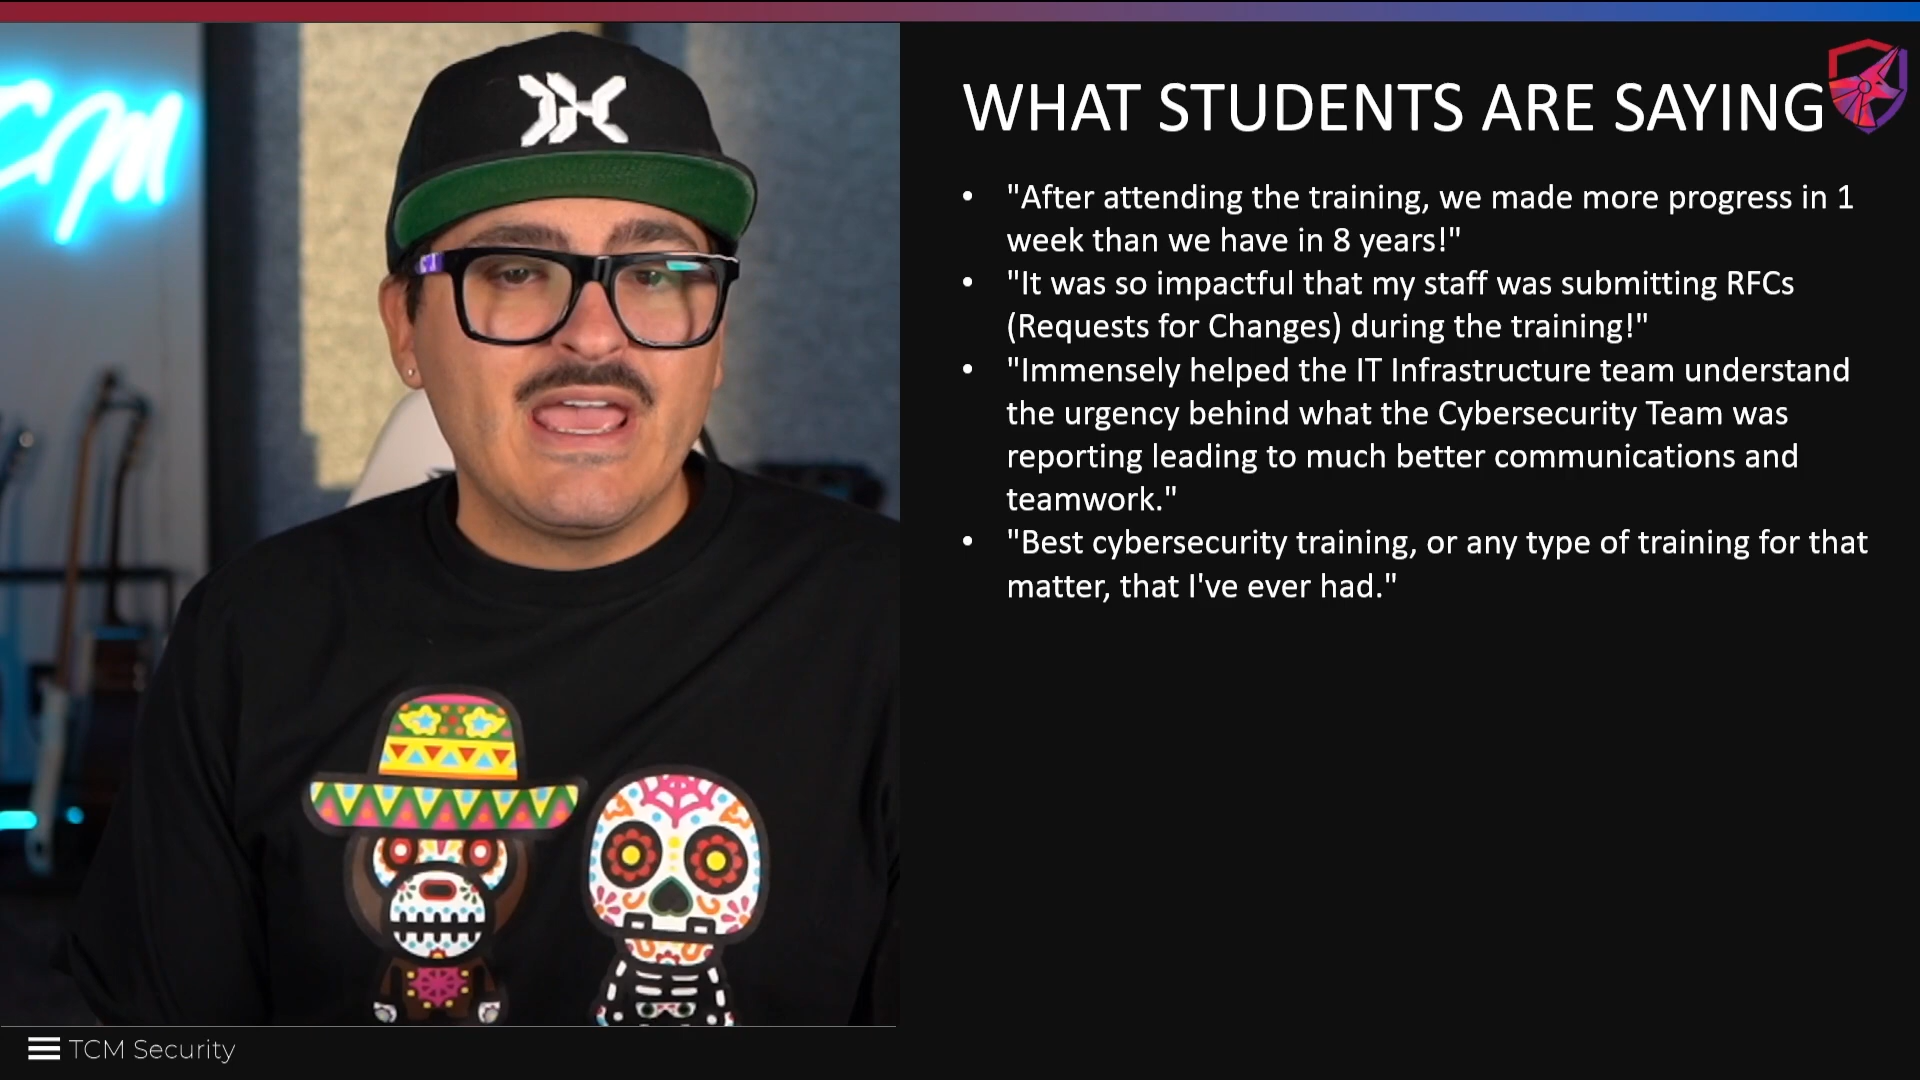 WHAT STUDENTS ARE SAYING
• "After attending the training, we made more progress in 1
week than we have in 8 years!"
• "It was so impactful that my staff was submitting RFCs
(Requests for Changes) during the training!"
• "Immensely helped the IT Infrastructure team understand
the urgency behind what the Cybersecurity Team was
reporting leading to much better communications and
teamwork."
• "Best cybersecurity training, or any type of training for that
matter, that I've ever had."
TCM
TCM Security